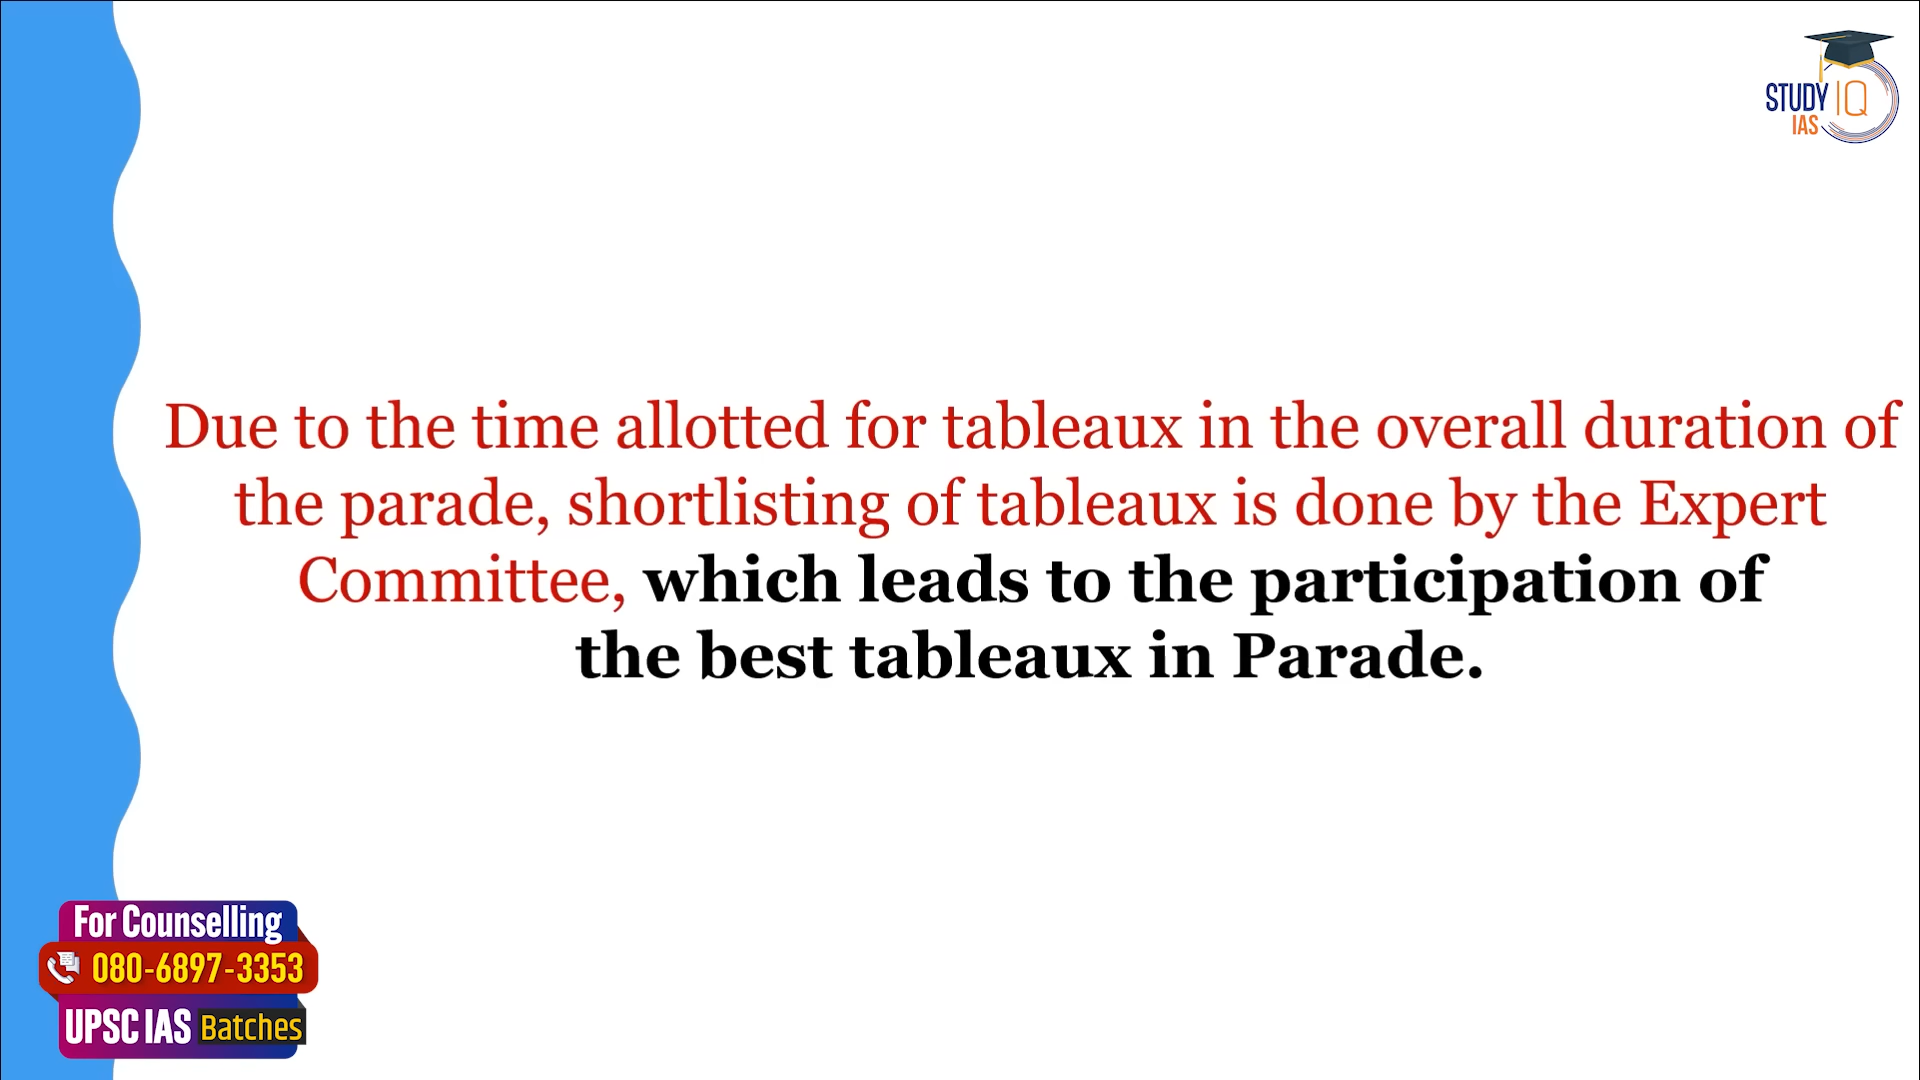 STUDY IQ
IAS
Due to the time allotted for tableaux in the overall duration of
the parade, shortlisting of tableaux is done by the Expert
Committee, which leads to the participation of
the best tableaux in Parade.
For Counselling
080-6897-3353
UPSC IAS Batches